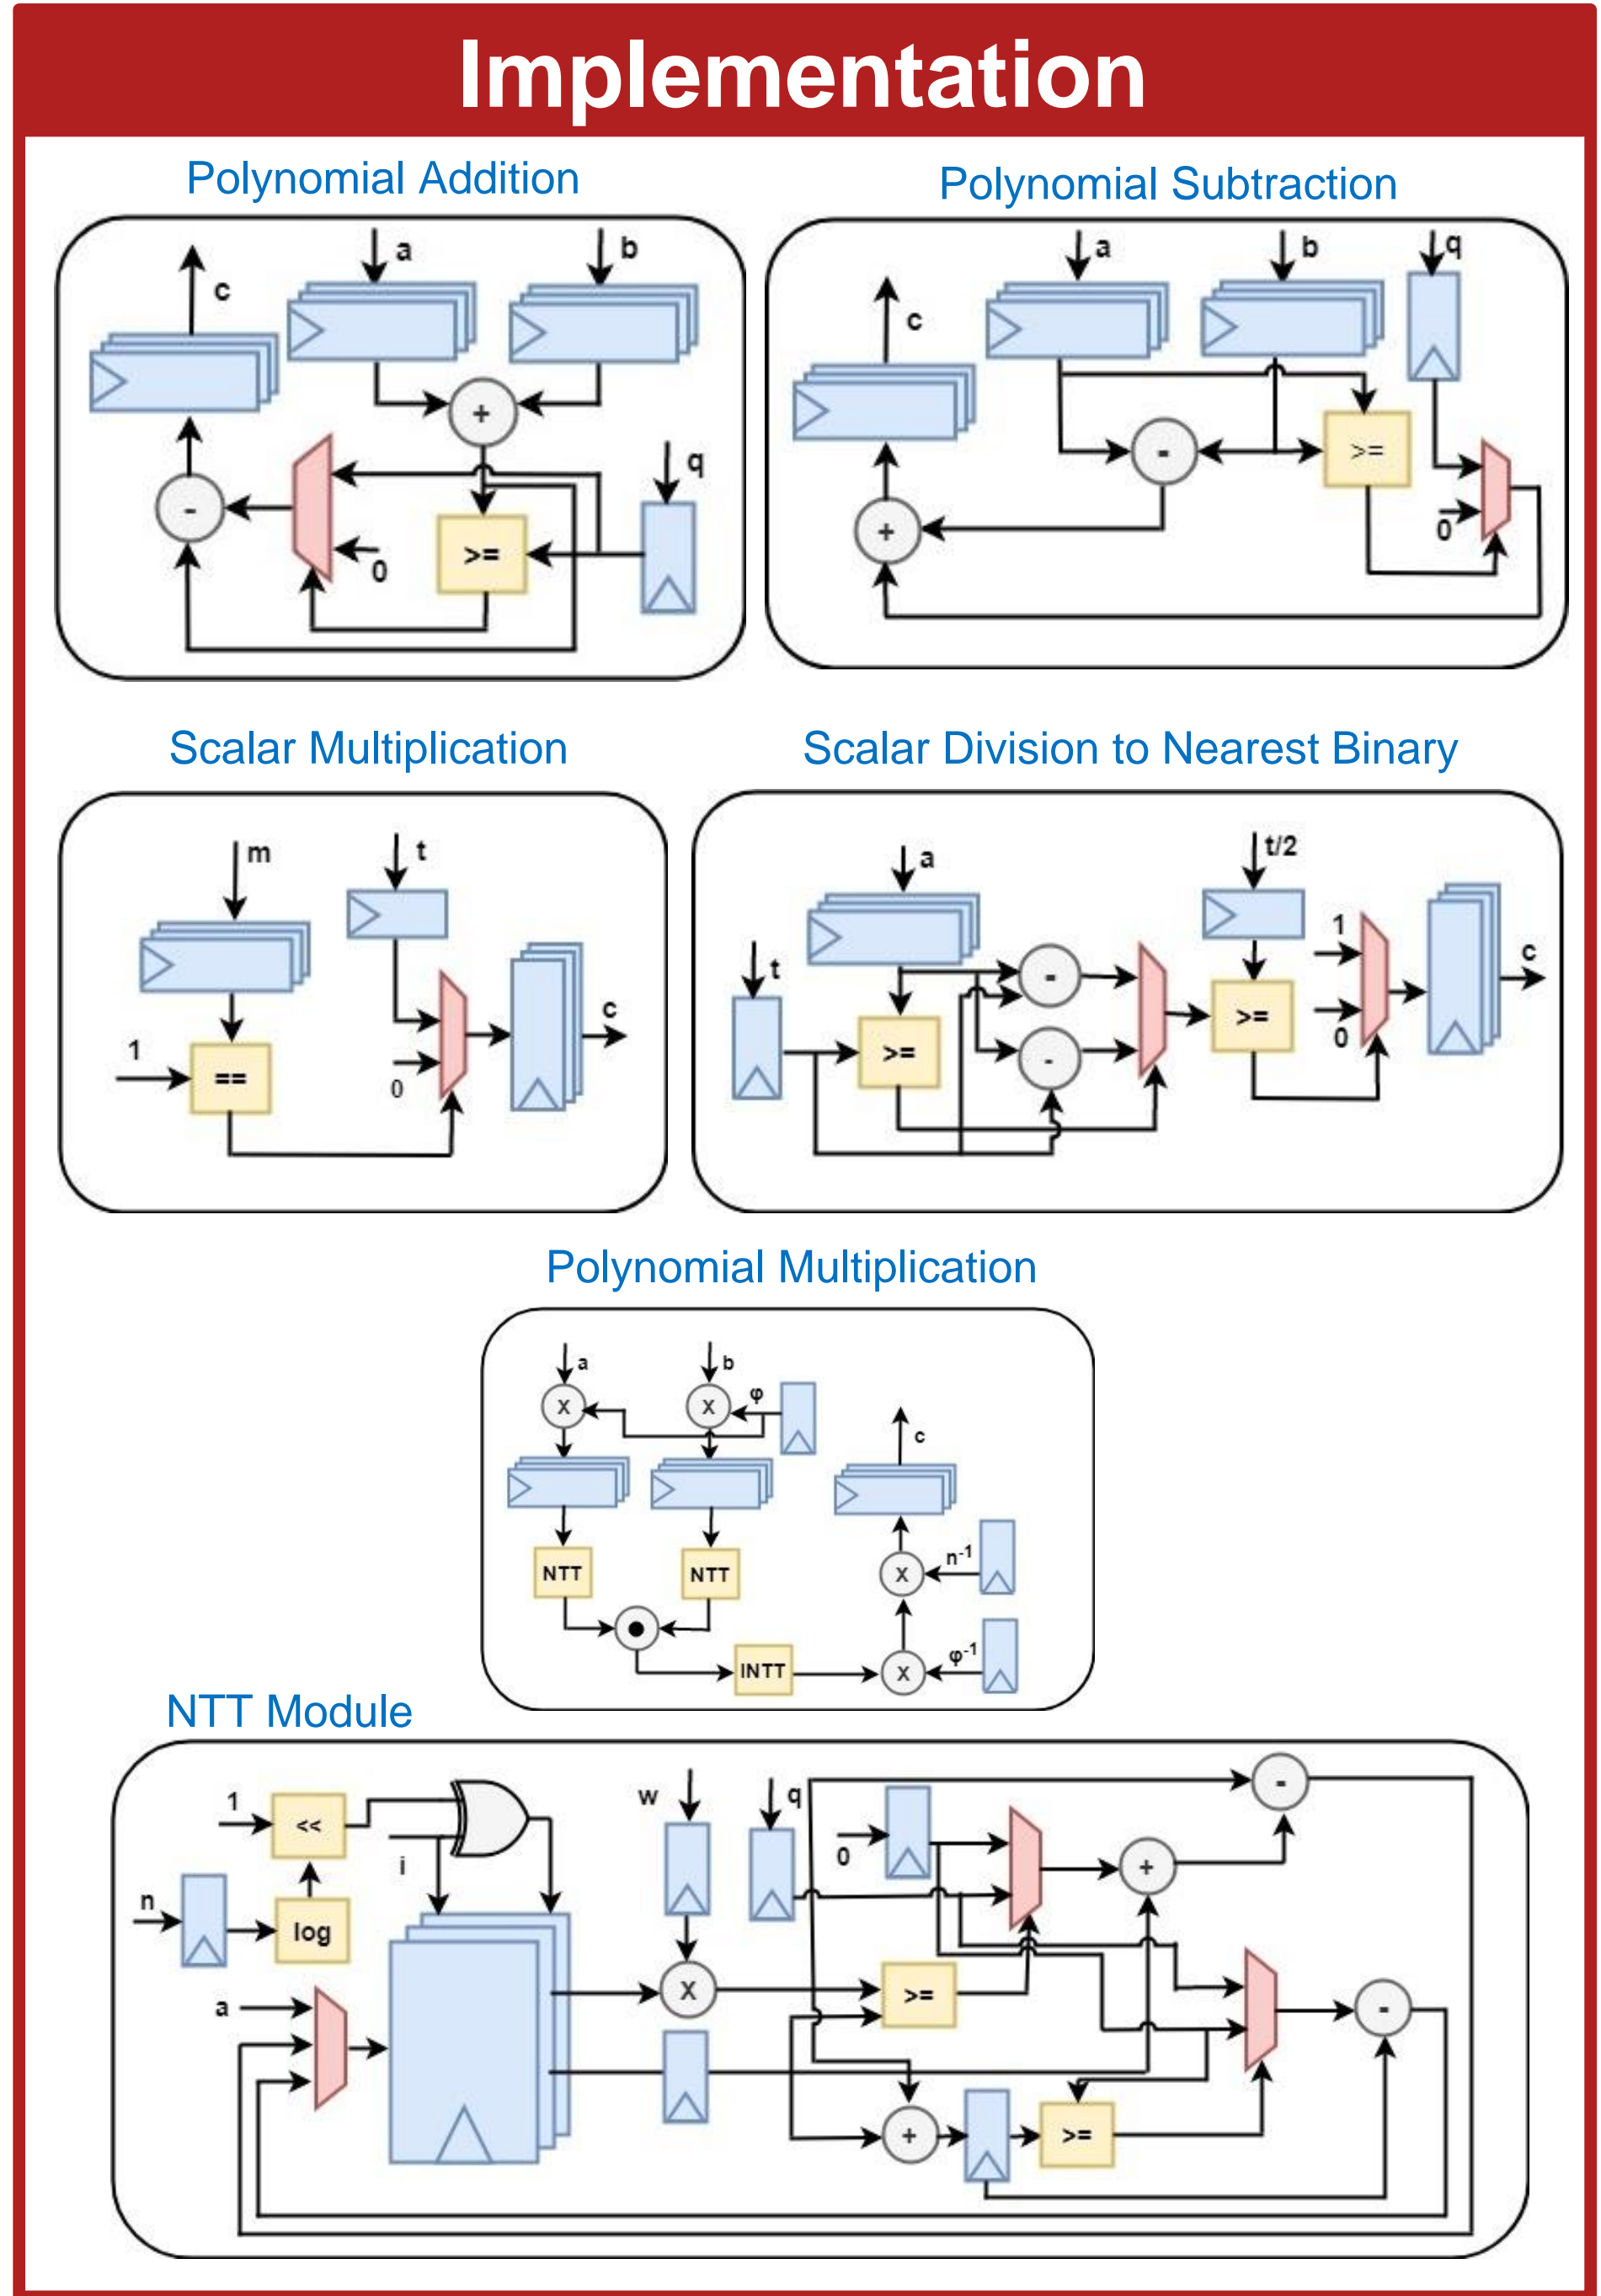 Implementation
Polynomial Addition
a
b
c
+
q
-
>=
0
Polynomial Subtraction
a
b
q
c
-
>=
0
+
Scalar Multiplication
m
t
1
==
0
c
Scalar Division to Nearest Binary
a
t/2
t
-
1
c
>=
-
>=
0
Polynomial Multiplication
a
b
x
x
φ
c
NTT
NTT
x
n-1
INTT
x
φ-1
NTT Module
1
<<
i
w
q
0
-
+
n
log
a
x
>=
-
+
>=